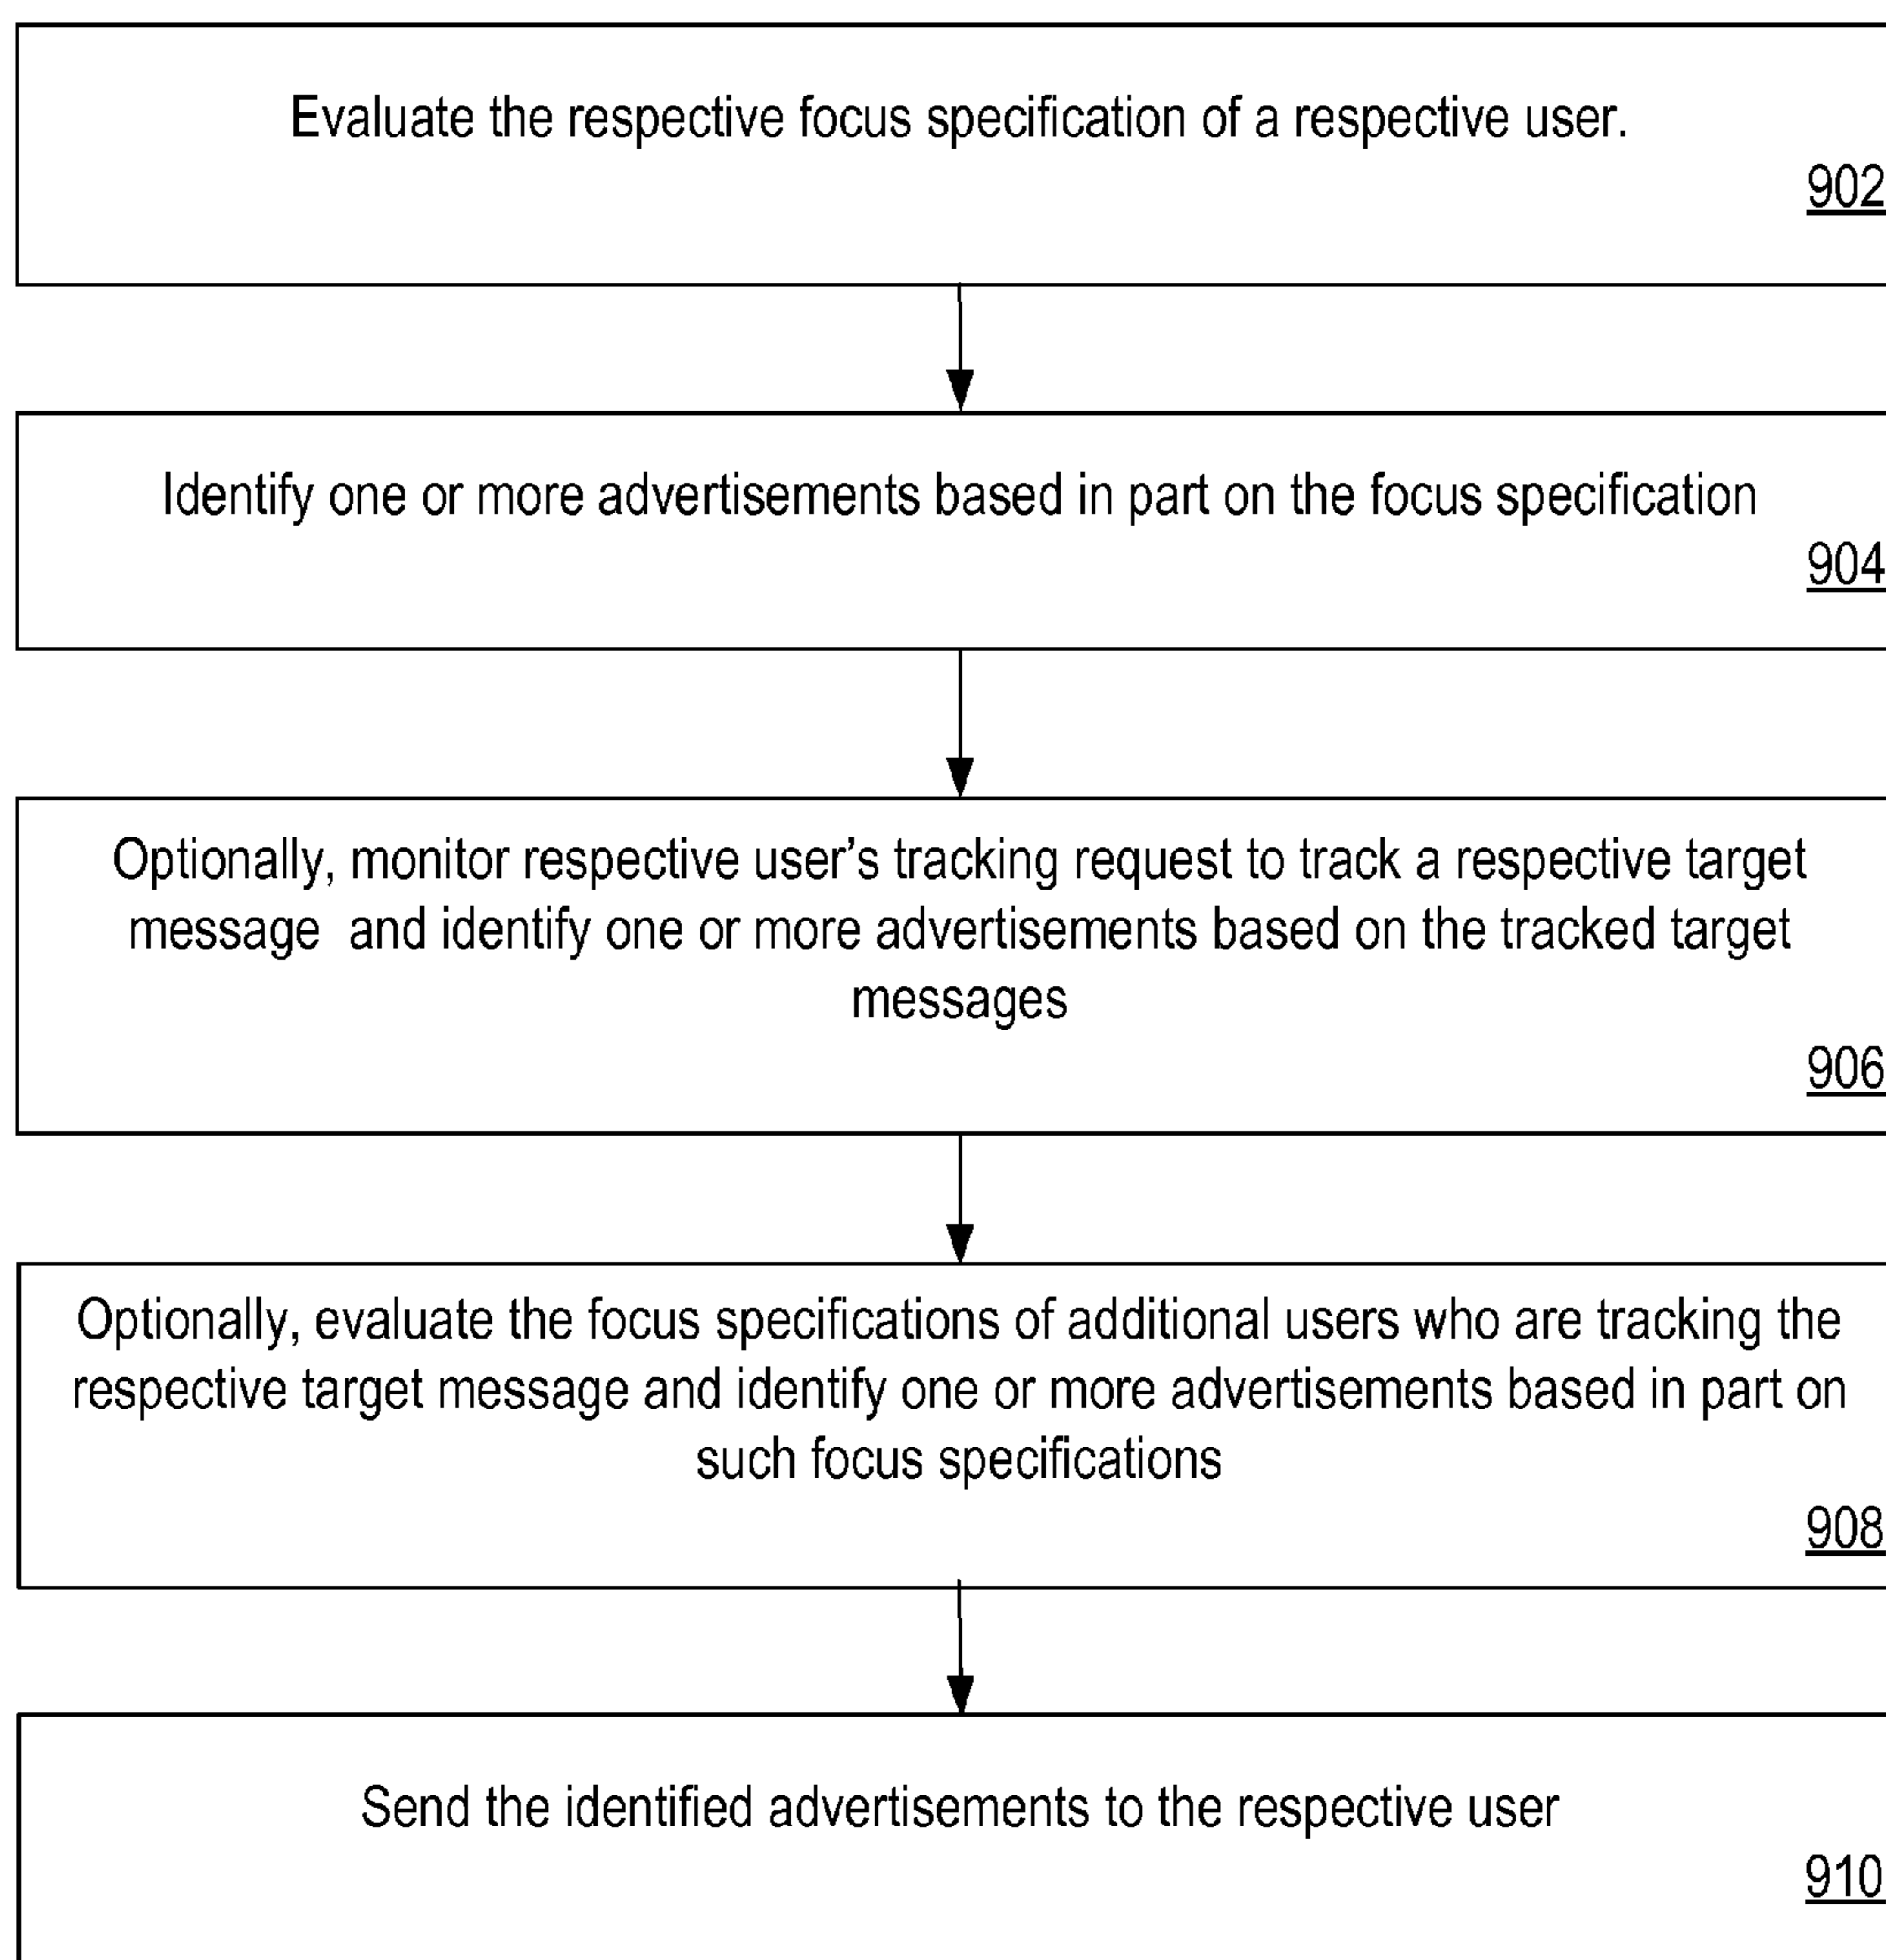 Evaluate the respective focus specification of a respective user.
902
Identify one or more advertisements based in part on the focus specification
904
Optionally, monitor respective user's tracking request to track a respective target
message and identify one or more advertisements based on the tracked target
messages
906
Optionally, evaluate the focus specifications of additional users who are tracking the
respective target message and identify one or more advertisements based in part on
such focus specifications
908
Send the identified advertisements to the respective user
910